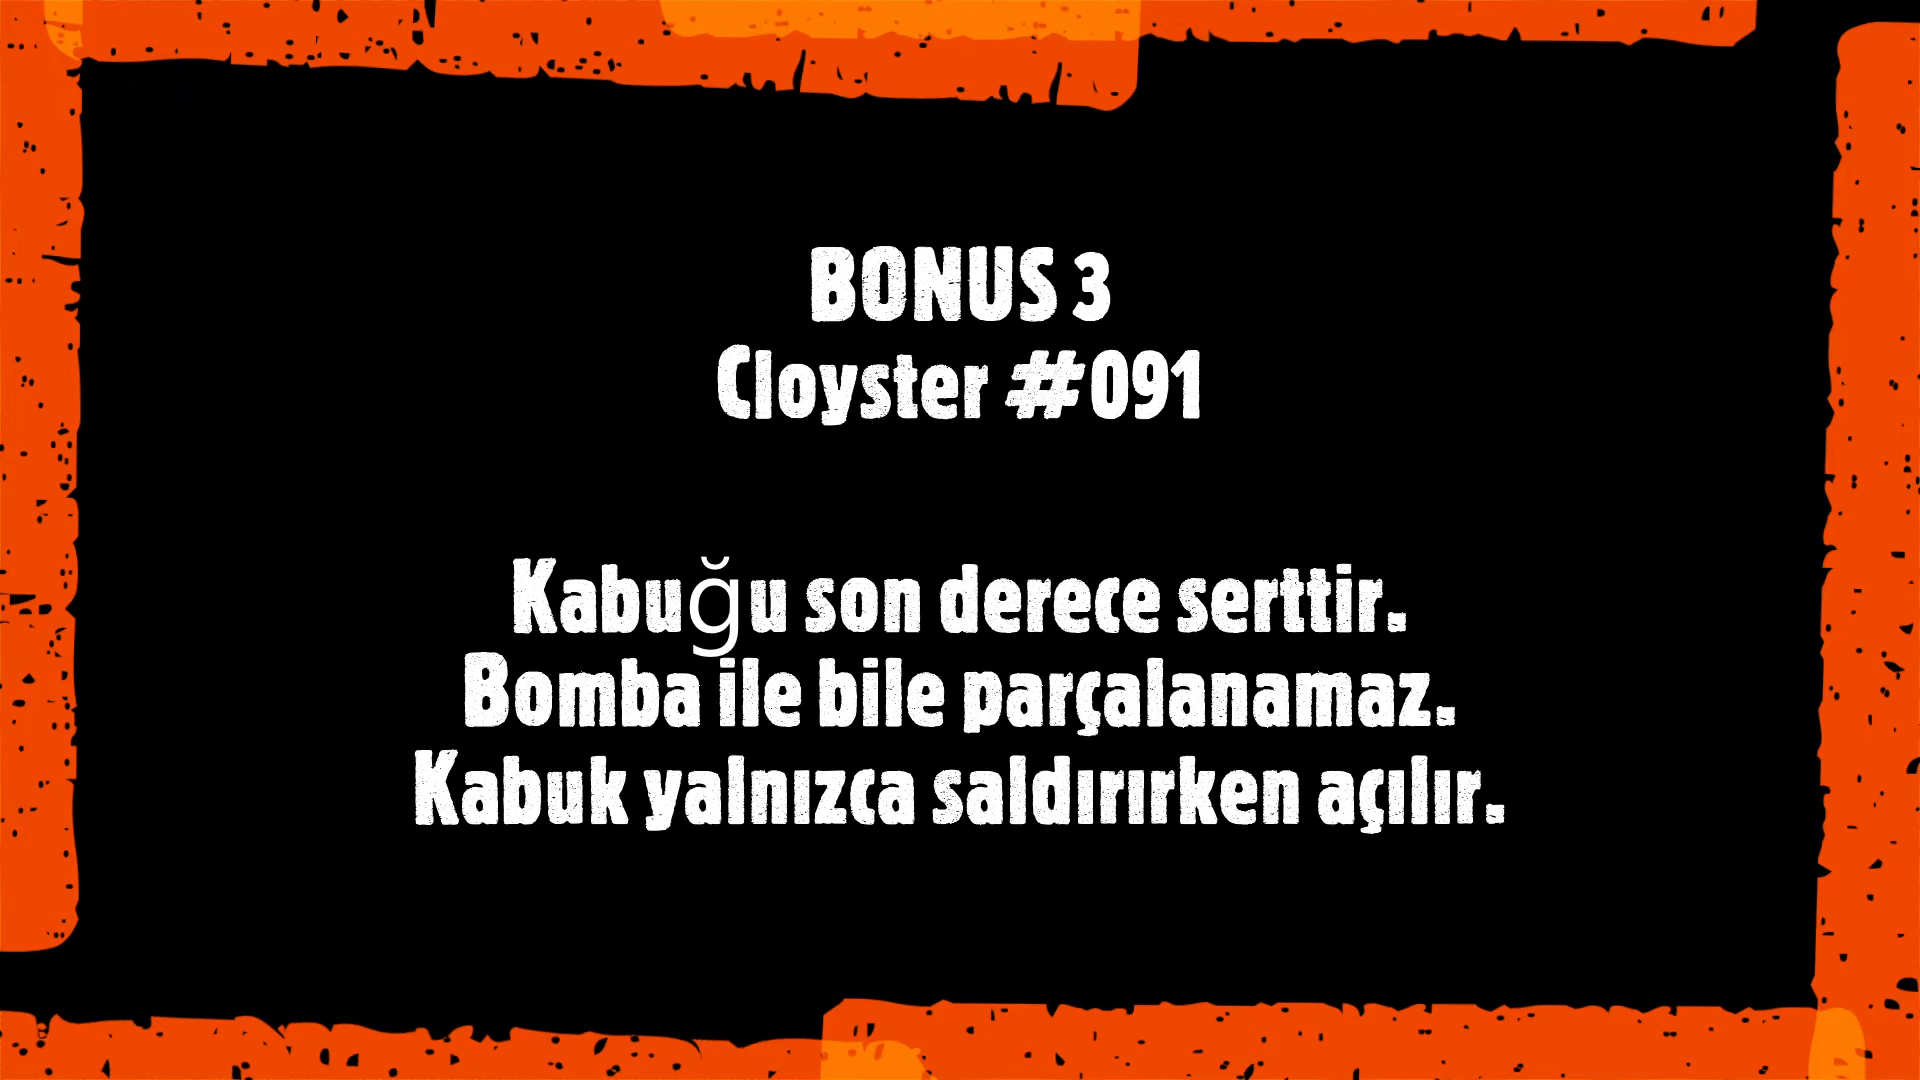 BONUS 3
Cloyster #091
Kabuğu son derece serttir.
Bomba ile bile parçalanamaz.
Kabuk yalnızca saldırırken açılır.